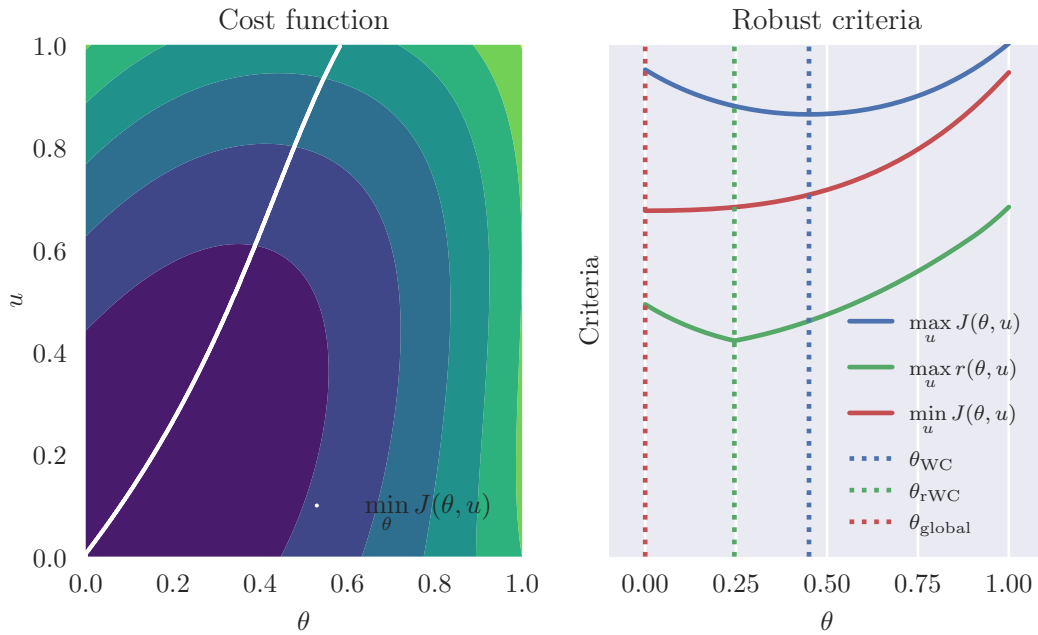 Cost function
1.0
0.8
0.6
0.4
0.2
0.0
u
0.0 0.2 0.4 0.6 0.8 1.0
θ
min J(θ, u)
θ
Robust criteria
Criteria
max J(θ, u)
u
max r(θ, u)
u
min J(θ, u)
u
θWC
θrWC
θglobal
0.00 0.25 0.50 0.75 1.00
θ